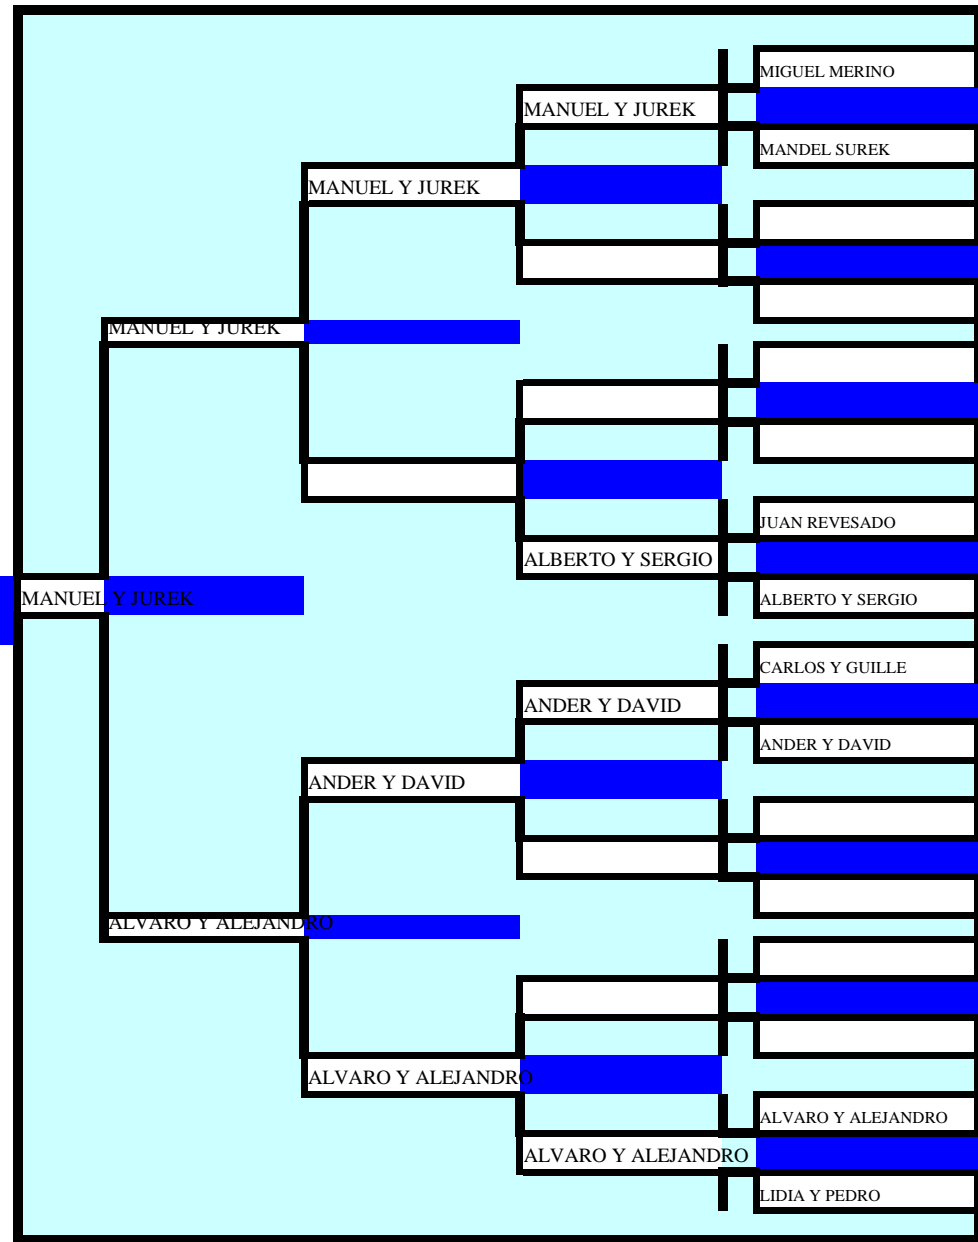 MIGUEL MERINO
MANUEL Y JUREK
MANDEL SUREK
MANUEL Y JUREK
MANUEL Y JUREK
JUAN REVESADO
ALBERTO Y SERGIO
MANUEL Y JUREK
ALBERTO Y SERGIO
CARLOS Y GUILLE
ANDER Y DAVID
ANDER Y DAVID
ANDER Y DAVID
ALVARO Y ALEJANDRO
ALVARO Y ALEJANDRO
ALVARO Y ALEJANDRO
ALVARO Y ALEJANDRO
LIDIA Y PEDRO